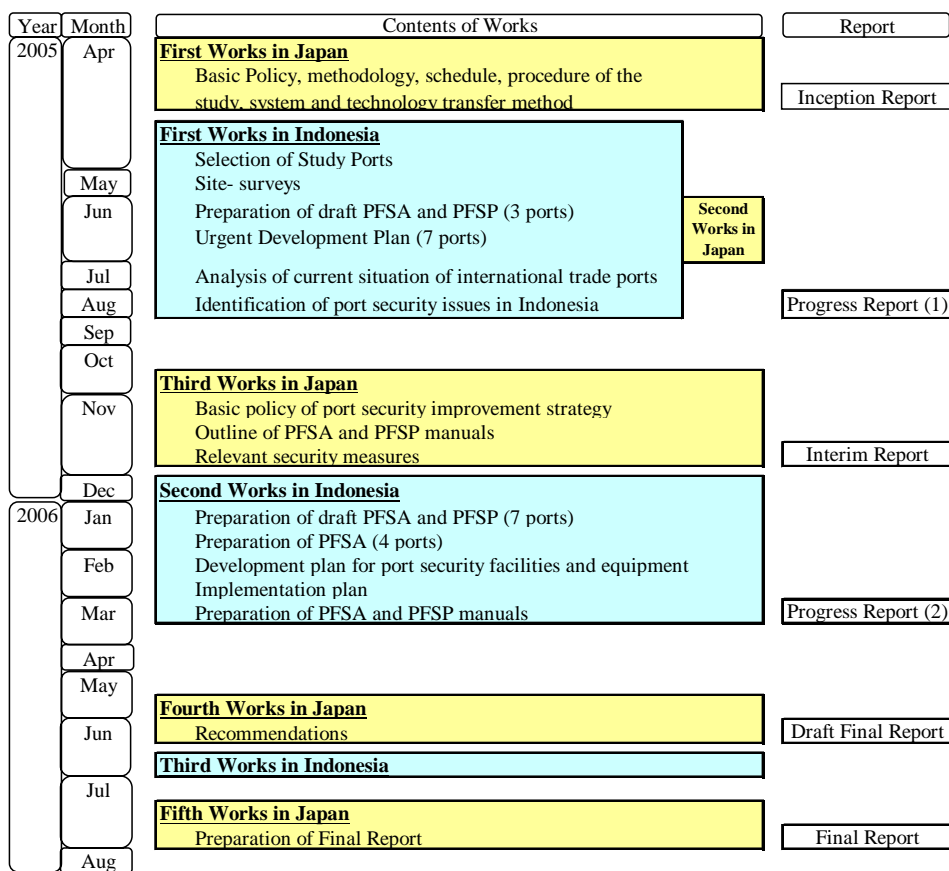 Year Month Contents of Works Report
2005 Apr First Works in Japan
Basic Policy, methodology, schedule, procedure of the
study, system and technology transfer method
Inception Report
First Works in Indonesia
Selection of Study Ports
May Site- surveys
Jun Preparation of draft PFSA and PFSP (3 ports)
Urgent Development Plan (7 ports)
Second
Works in
Japan
Jul Analysis of current situation of international trade ports
Aug Identification of port security issues in Indonesia Progress Report (1)
Sep
Oct
Third Works in Japan
Nov Basic policy of port security improvement strategy
Outline of PFSA and PFSP manuals
Relevant security measures Interim Report
Dec Second Works in Indonesia
2006 Jan Preparation of draft PFSA and PFSP (7 ports)
Preparation of PFSA (4 ports)
Feb Development plan for port security facilities and equipment
Implementation plan
Mar Preparation of PFSA and PFSP manuals Progress Report (2)
Apr
May
Fourth Works in Japan
Jun Recommendations Draft Final Report
Third Works in Indonesia
Jul
Fifth Works in Japan
Preparation of Final Report Final Report
Aug